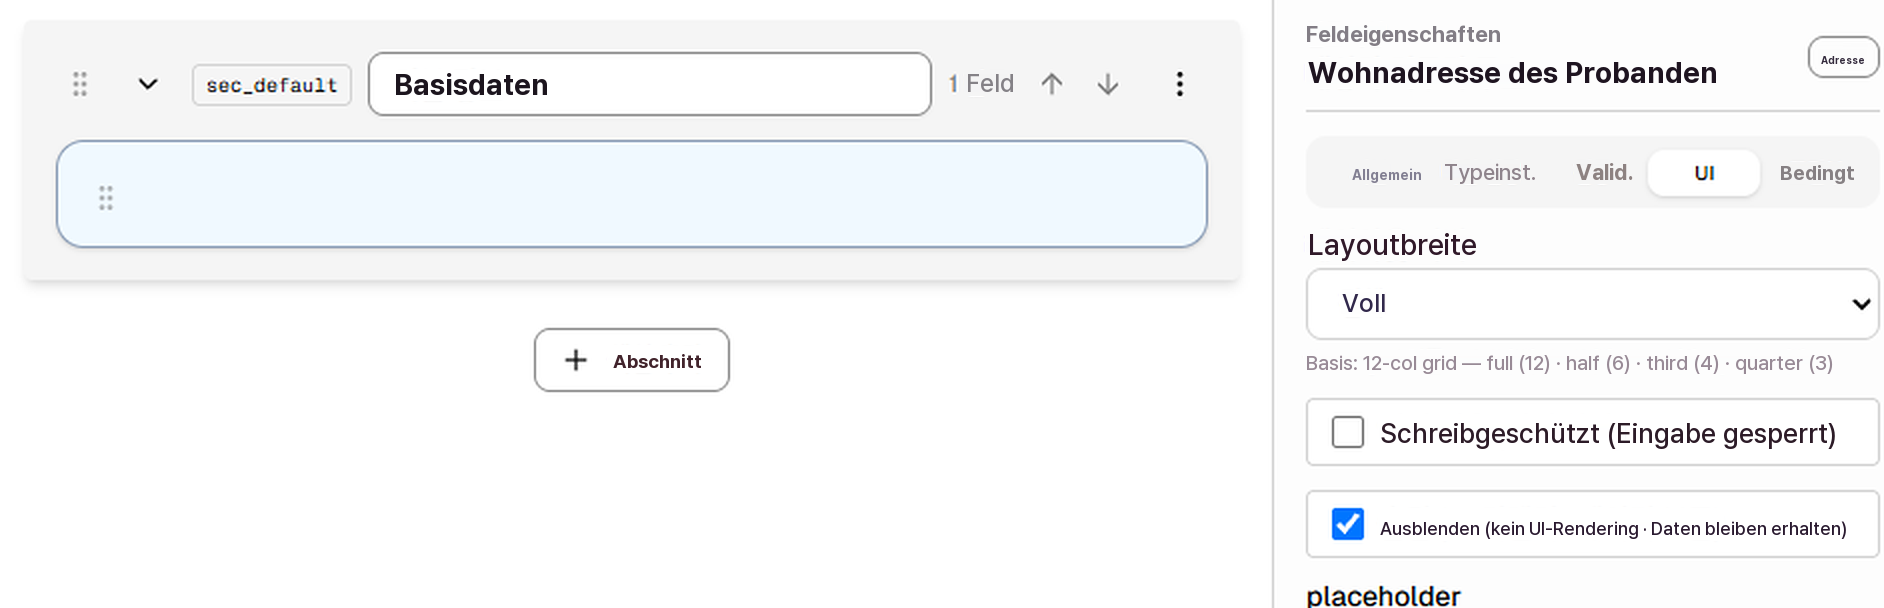 sec_default
Basisdaten
1 Feld
Abschnitt
Feldeigenschaften
Wohnadresse des Probanden
Adresse
Allgemein Typeinst. Valid. UI Bedingt
Layoutbreite
Voll
Basis: 12-col grid — full (12) · half (6) · third (4) · quarter (3)
Schreibgeschützt (Eingabe gesperrt)
Ausblenden (kein UI-Rendering · Daten bleiben erhalten)
placeholder